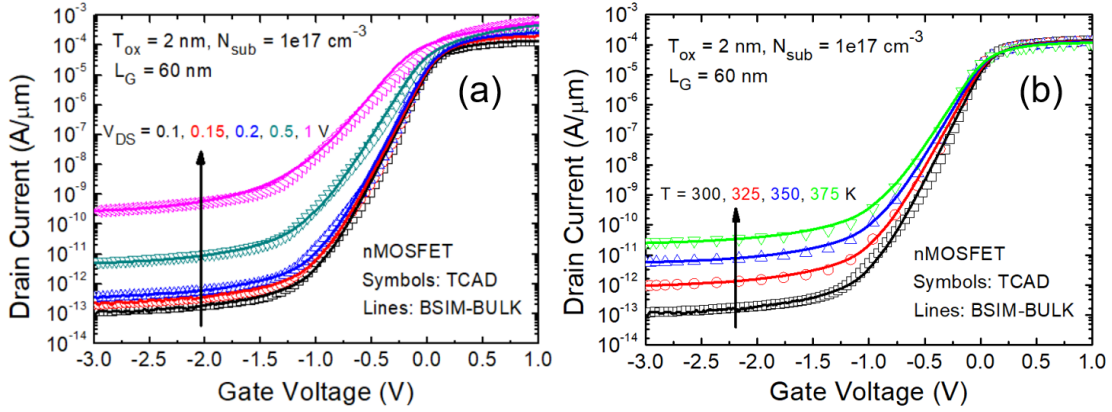 10⁻³
10⁻⁴
10⁻⁵
10⁻⁶
10⁻⁷
10⁻⁸
10⁻⁹
10⁻¹⁰
10⁻¹¹
10⁻¹²
10⁻¹³
10⁻¹⁴
Drain Current (A/μm)
T_ox = 2 nm, N_sub = 1e17 cm⁻³
L_G = 60 nm
(a)
V_DS = 0.1, 0.15, 0.2, 0.5, 1 V
nMOSFET
Symbols: TCAD
Lines: BSIM-BULK
-3.0 -2.5 -2.0 -1.5 -1.0 -0.5 0.0 0.5 1.0
Gate Voltage (V)
10⁻³
10⁻⁴
10⁻⁵
10⁻⁶
10⁻⁷
10⁻⁸
10⁻⁹
10⁻¹⁰
10⁻¹¹
10⁻¹²
10⁻¹³
10⁻¹⁴
Drain Current (A/μm)
T_ox = 2 nm, N_sub = 1e17 cm⁻³
L_G = 60 nm
(b)
T = 300, 325, 350, 375 K
nMOSFET
Symbols: TCAD
Lines: BSIM-BULK
-3.0 -2.5 -2.0 -1.5 -1.0 -0.5 0.0 0.5 1.0
Gate Voltage (V)